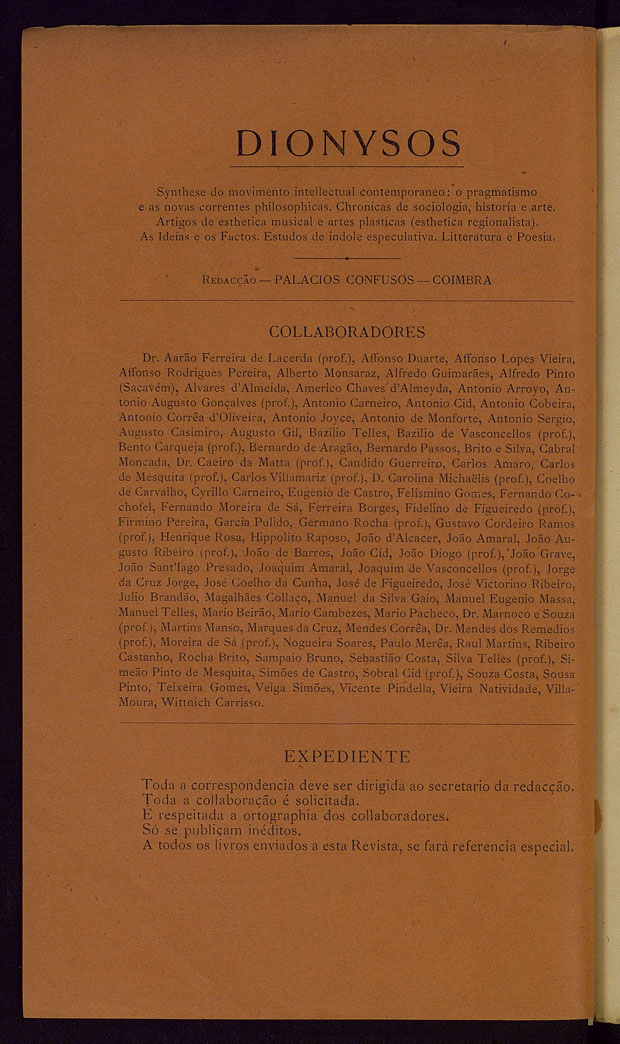 DIONYSOS
Synthese do movimento intellectual contemporaneo: o pragmatismo
e as novas correntes philosophicas. Chronicas de sociologia, historia e arte.
Artigos de esthetica musical e artes plasticas (esthetica regionalista).
As Ideias e os Factos. Estudos de indole especulativa. Litteratura e Poesia.
REDACÇÃO — PALACIOS CONFUSOS — COIMBRA
COLLABORADORES
Dr. Aarão Ferreira de Lacerda (prof.), Affonso Duarte, Affonso Lopes Vieira,
Affonso Rodrigues Pereira, Alberto Monsaraz, Alfredo Guimarães, Alfredo Pinto
(Sacavém), Alvares d'Almeida, Americo Chaves d'Almeyda, Antonio Arroyo, An-
tonio Augusto Gonçalves (prof.), Antonio Carneiro, Antonio Cid, Antonio Cobeira,
Antonio Corrêa d'Oliveira, Antonio Joyce, Antonio de Monforte, Antonio Sergio,
Augusto Casimiro, Augusto Gil, Bazilio Telles, Bazilio de Vasconcellos (prof.),
Bento Carqueja (prof.), Bernardo de Aragão, Bernardo Passos, Brito e Silva, Cabral
Moncada, Dr. Caeiro da Matta (prof.), Candido Guerreiro, Carlos Amaro, Carlos
de Mesquita (prof.), Carlos Villamariz (prof.), D. Carolina Michaëlis (prof.), Coelho
de Carvalho, Cyrillo Carneiro, Eugenio de Castro, Felismino Gomes, Fernando Co-
chofel, Fernando Moreira de Sá, Ferreira Borges, Fidelino de Figueiredo (prof.),
Firmino Pereira, Garcia Pulido, Germano Rocha (prof.), Gustavo Cordeiro Ramos
(prof.), Henrique Rosa, Hippolito Raposo, João d'Alcacer, João Amaral, João Au-
gusto Ribeiro (prof.), João de Barros, João Cid, João Diogo (prof.), João Grave,
João Sant'Iago Presado, Joaquim Amaral, Joaquim de Vasconcellos (prof.), Jorge
da Cruz Jorge, José Coelho da Cunha, José de Figueiredo, José Victorino Ribeiro,
Julio Brandão, Magalhães Collaço, Manuel da Silva Gaio, Manuel Eugenio Massa,
Manuel Telles, Mario Beirão, Mario Cambezes, Mario Pacheco, Dr. Marnoco e Souza
(prof.), Martins Manso, Marques da Cruz, Mendes Corrêa, Dr. Mendes dos Remedios
(prof.), Moreira de Sá (prof.), Nogueira Soares, Paulo Merêa, Raul Martins, Ribeiro
Castanho, Rocha Brito, Sampaio Bruno, Sebastião Costa, Silva Telles (prof.), Si-
meão Pinto de Mesquita, Simões de Castro, Sobral Cid (prof.), Souza Costa, Sousa
Pinto, Teixeira Gomes, Veiga Simões, Vicente Pindella, Vieira Natividade, Villa-
Moura, Wittnich Carrisso.
EXPEDIENTE
Toda a correspondencia deve ser dirigida ao secretario da redacção.
Toda a collaboração é solicitada.
E respeitada a ortographia dos collaboradores.
Só se publicam inéditos.
A todos os livros enviados a esta Revista, se fará referencia especial.